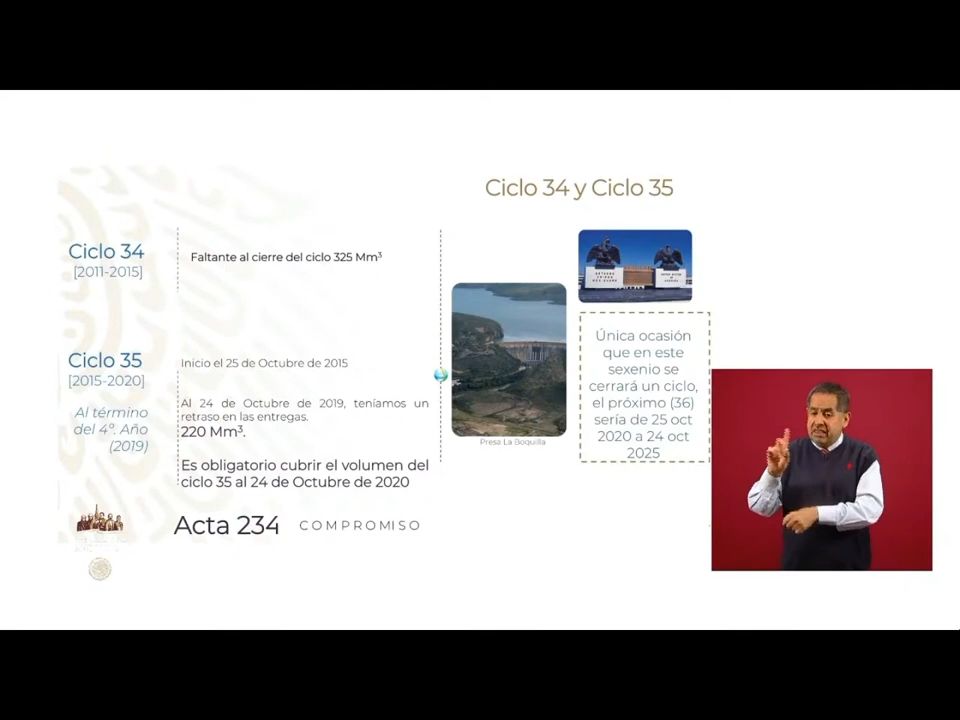 Ciclo 34 y Ciclo 35
Ciclo 34
[2011-2015]
Faltante al cierre del ciclo 325 Mm³
Ciclo 35
[2015-2020]
Al término
del 4°. Año
(2019)
Inicio el 25 de Octubre de 2015
Al 24 de Octubre de 2019, teníamos un
retraso en las entregas.
220 Mm³.
Es obligatorio cubrir el volumen del
ciclo 35 al 24 de Octubre de 2020
Acta 234 COMPROMISO
Presa La Boquilla
Única ocasión
que en este
sexenio se
cerrará un ciclo,
el próximo (36)
sería de 25 oct
2020 a 24 oct
2025